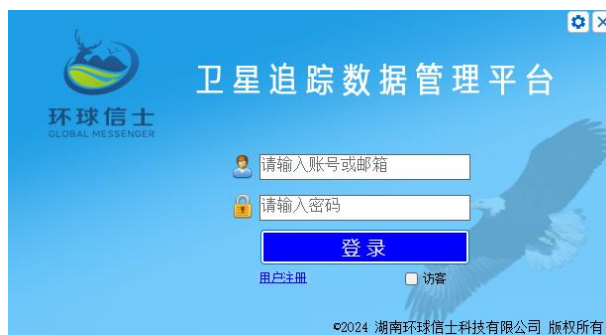 卫星追踪数据管理平台
环球信士
GLOBAL MESSENGER
请输入账号或邮箱
请输入密码
登录
用户注册 访客
©2024 湖南环球信士科技有限公司 版权所有